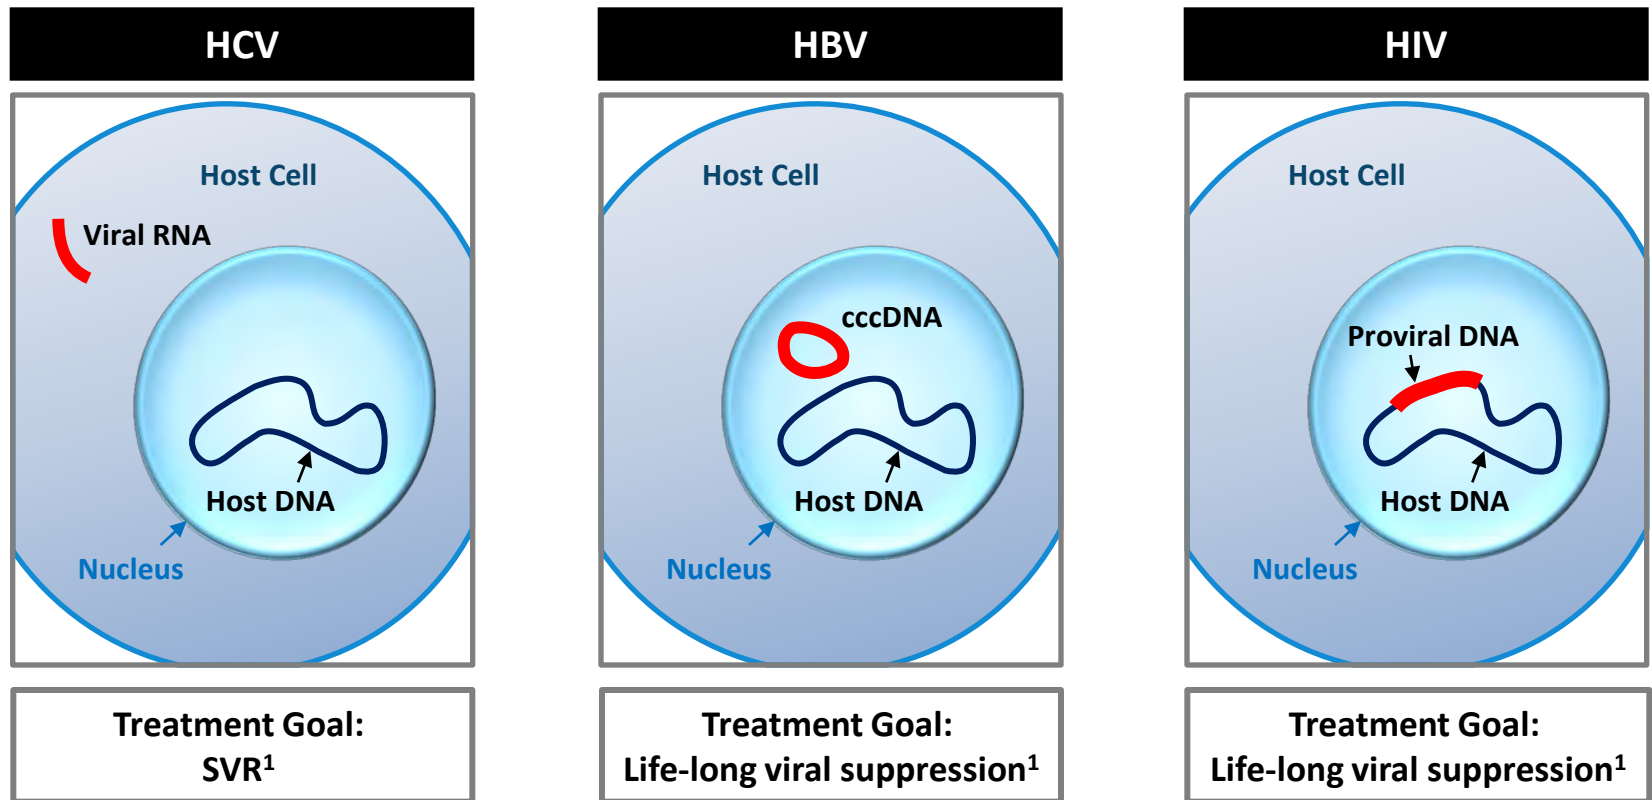 HCV
Host Cell
Viral RNA
Host DNA
Nucleus
Treatment Goal:
SVR¹
HBV
Host Cell
cccDNA
Host DNA
Nucleus
Treatment Goal:
Life-long viral suppression¹
HIV
Host Cell
Proviral DNA
Host DNA
Nucleus
Treatment Goal:
Life-long viral suppression¹